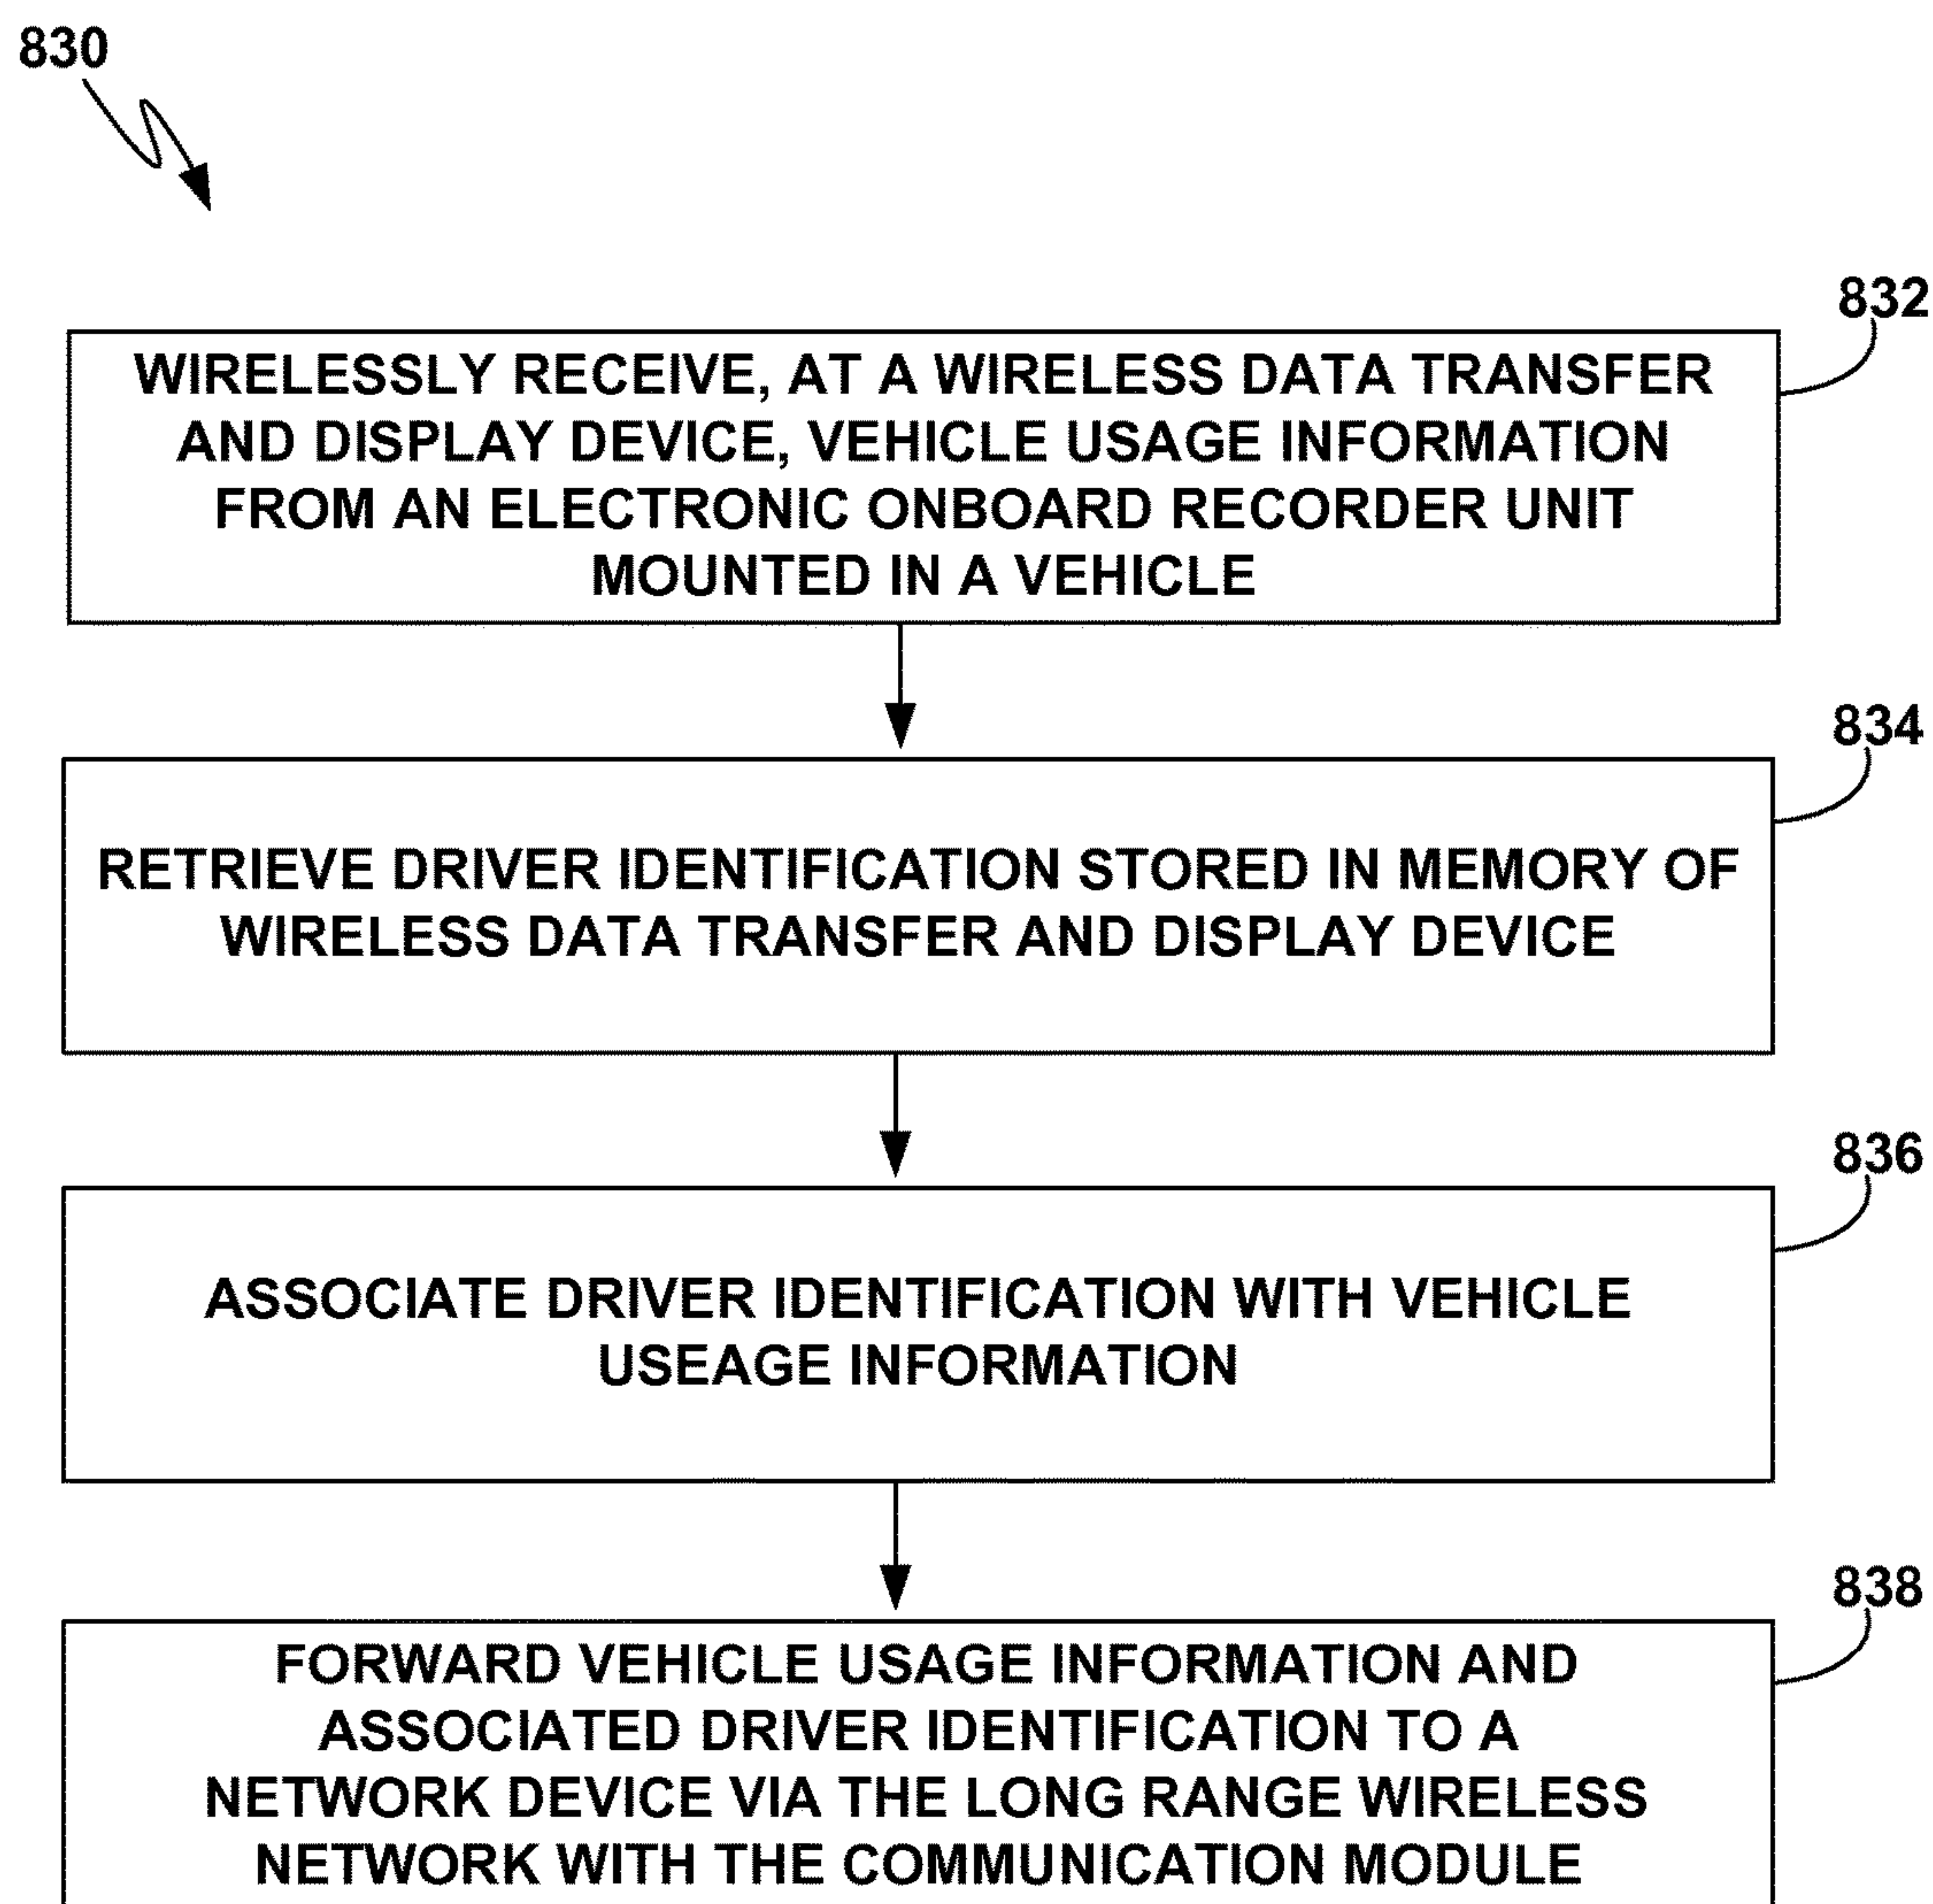 830
832
WIRELESSLY RECEIVE, AT A WIRELESS DATA TRANSFER
AND DISPLAY DEVICE, VEHICLE USAGE INFORMATION
FROM AN ELECTRONIC ONBOARD RECORDER UNIT
MOUNTED IN A VEHICLE
834
RETRIEVE DRIVER IDENTIFICATION STORED IN MEMORY OF
WIRELESS DATA TRANSFER AND DISPLAY DEVICE
836
ASSOCIATE DRIVER IDENTIFICATION WITH VEHICLE
USEAGE INFORMATION
838
FORWARD VEHICLE USAGE INFORMATION AND
ASSOCIATED DRIVER IDENTIFICATION TO A
NETWORK DEVICE VIA THE LONG RANGE WIRELESS
NETWORK WITH THE COMMUNICATION MODULE